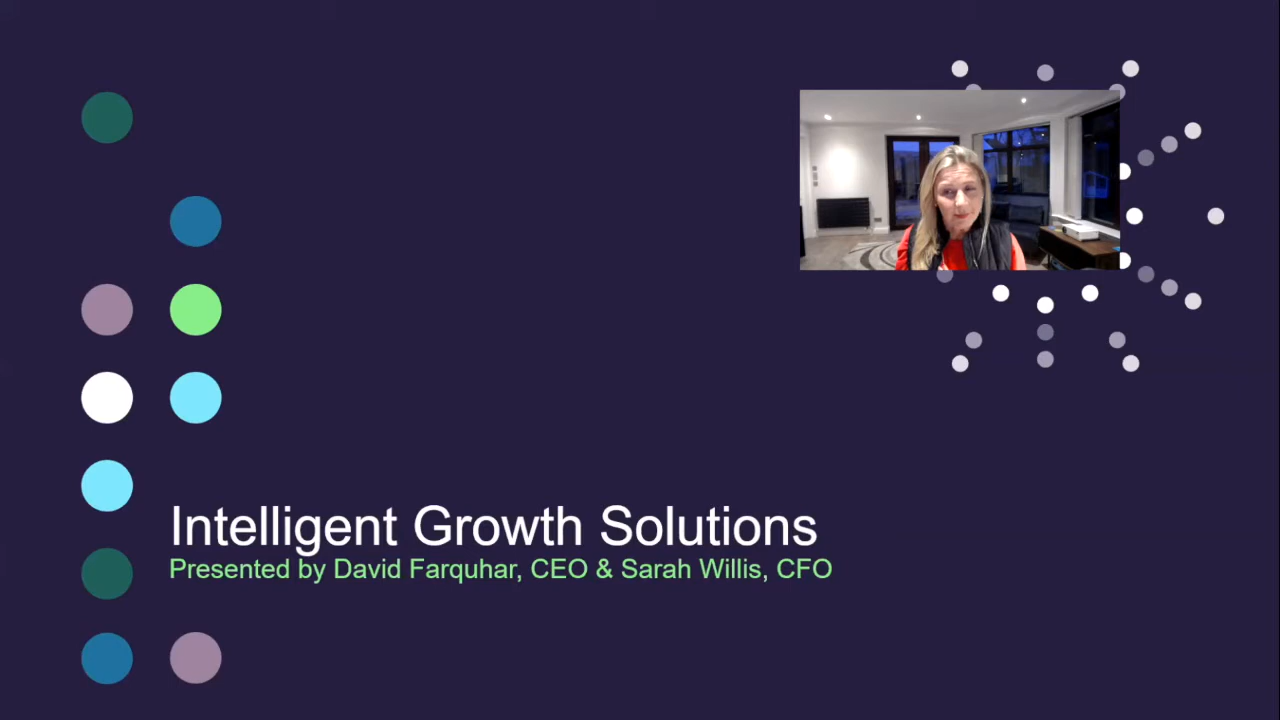 Intelligent Growth Solutions
Presented by David Farquhar, CEO & Sarah Willis, CFO